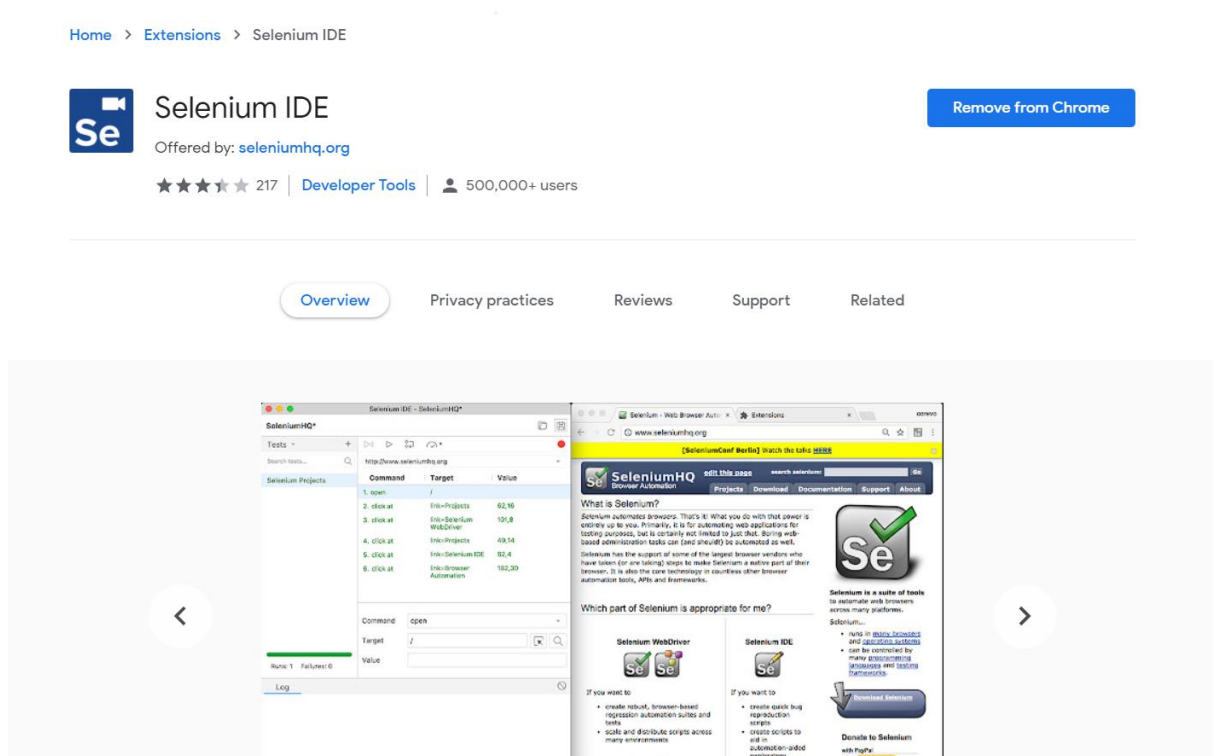 Home > Extensions > Selenium IDE
Se
Selenium IDE
Remove from Chrome
Offered by: seleniumhq.org
217 Developer Tools 500,000+ users
Overview Privacy practices Reviews Support Related
Selenium IDE - SeleniumHQ*
SeleniumHQ*
Tests
Search tests...
http://www.seleniumhq.org
Selenium Projects
Command Target Value
1. open /
2. click at link=Projects 62,16
3. click at link=Selenium WebDriver 101,8
4. click at link=Projects 49,14
5. click at link=Selenium IDE 82,4
6. click at link=Browser Automation 182,30
Command open
Target /
Value
Runs: 1 Failures: 0
Log
Selenium - Web Browser Auto × Extensions ×
www.seleniumhq.org
[SeleniumConf Berlin] Watch the talks HERE
Se SeleniumHQ
Browser Automation
edit this page search selenium: Go
Projects Download Documentation Support About
What is Selenium?
Selenium automates browsers. That's it! What you do with that power is
entirely up to you. Primarily, it is for automating web applications for
testing purposes, but is certainly not limited to just that. Boring web-
based administration tasks can (and should!) be automated as well.
Selenium has the support of some of the largest browser vendors who
have taken (or are taking) steps to make Selenium a native part of their
browser. It is also the core technology in countless other browser
automation tools, APIs and frameworks.
Which part of Selenium is appropriate for me?
Selenium WebDriver
Se Se
If you want to
• create robust, browser-based
regression automation suites and
tests
• scale and distribute scripts across
many environments
Selenium IDE
Se
If you want to
• create quick bug
reproduction
scripts
• create scripts to
aid in
automation-aided
Se
Selenium is a suite of tools
to automate web browsers
across many platforms.
Selenium...
• runs in many browsers
and operating systems
• can be controlled by
many programming
languages and testing
frameworks.
Download Selenium
Donate to Selenium
with PayPal